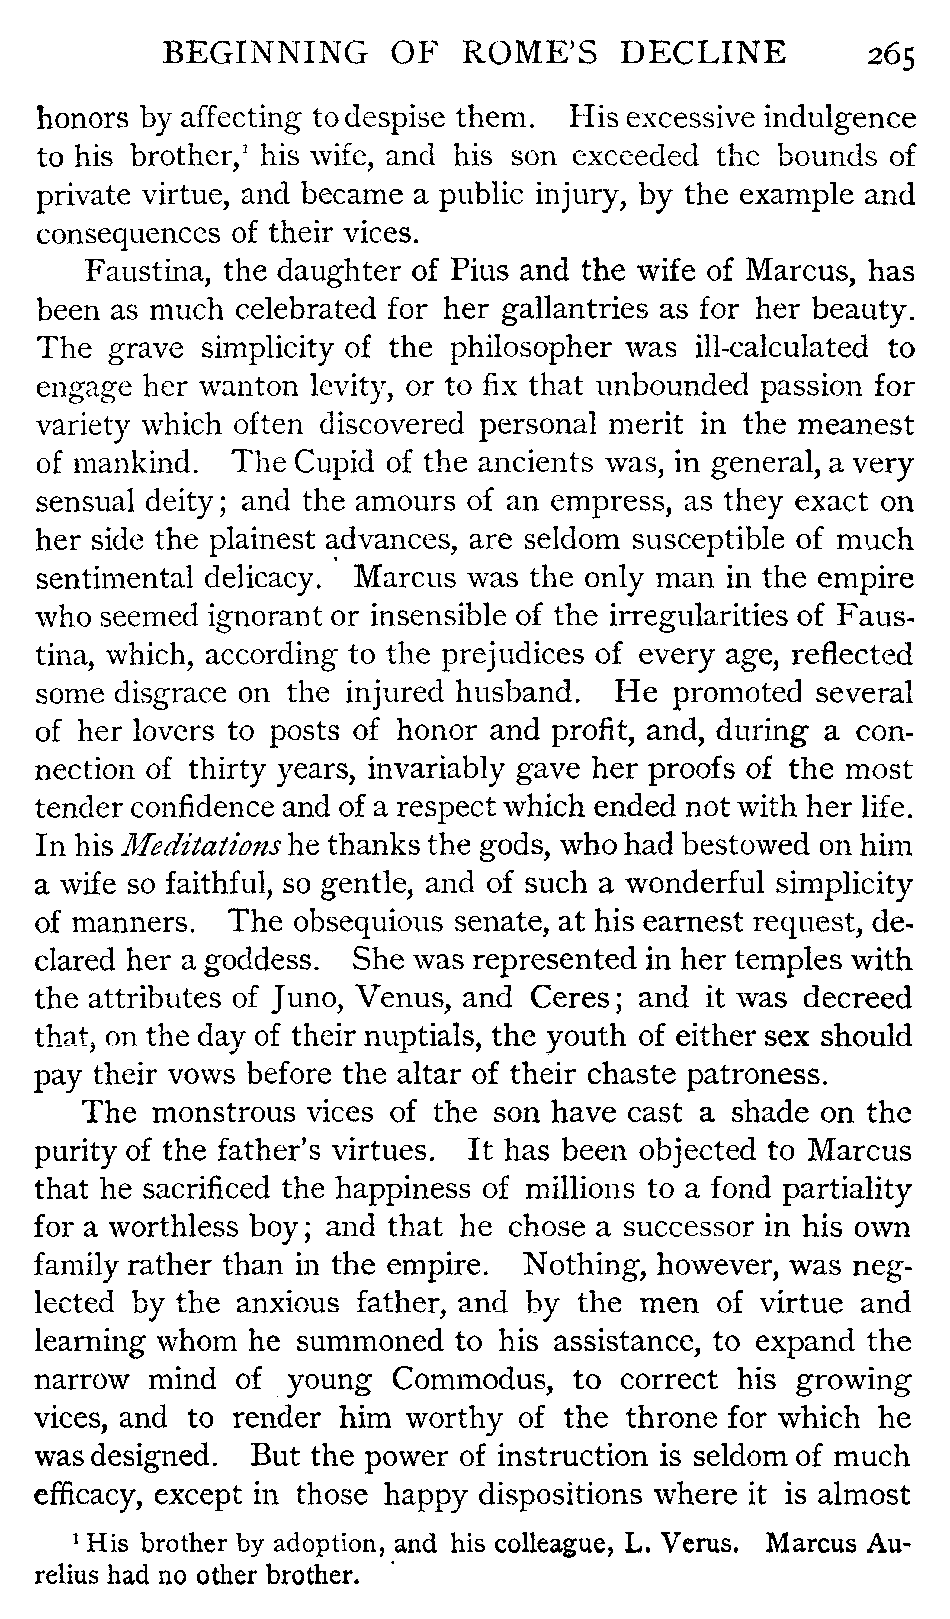 BEGINNING OF ROME'S DECLINE 265
honors by affecting to despise them. His excessive indulgence
to his brother,¹ his wife, and his son exceeded the bounds of
private virtue, and became a public injury, by the example and
consequences of their vices.
Faustina, the daughter of Pius and the wife of Marcus, has
been as much celebrated for her gallantries as for her beauty.
The grave simplicity of the philosopher was ill-calculated to
engage her wanton levity, or to fix that unbounded passion for
variety which often discovered personal merit in the meanest
of mankind. The Cupid of the ancients was, in general, a very
sensual deity; and the amours of an empress, as they exact on
her side the plainest advances, are seldom susceptible of much
sentimental delicacy. Marcus was the only man in the empire
who seemed ignorant or insensible of the irregularities of Faus-
tina, which, according to the prejudices of every age, reflected
some disgrace on the injured husband. He promoted several
of her lovers to posts of honor and profit, and, during a con-
nection of thirty years, invariably gave her proofs of the most
tender confidence and of a respect which ended not with her life.
In his Meditations he thanks the gods, who had bestowed on him
a wife so faithful, so gentle, and of such a wonderful simplicity
of manners. The obsequious senate, at his earnest request, de-
clared her a goddess. She was represented in her temples with
the attributes of Juno, Venus, and Ceres; and it was decreed
that, on the day of their nuptials, the youth of either sex should
pay their vows before the altar of their chaste patroness.
The monstrous vices of the son have cast a shade on the
purity of the father's virtues. It has been objected to Marcus
that he sacrificed the happiness of millions to a fond partiality
for a worthless boy; and that he chose a successor in his own
family rather than in the empire. Nothing, however, was neg-
lected by the anxious father, and by the men of virtue and
learning whom he summoned to his assistance, to expand the
narrow mind of young Commodus, to correct his growing
vices, and to render him worthy of the throne for which he
was designed. But the power of instruction is seldom of much
efficacy, except in those happy dispositions where it is almost
¹ His brother by adoption, and his colleague, L. Verus. Marcus Au-
relius had no other brother.